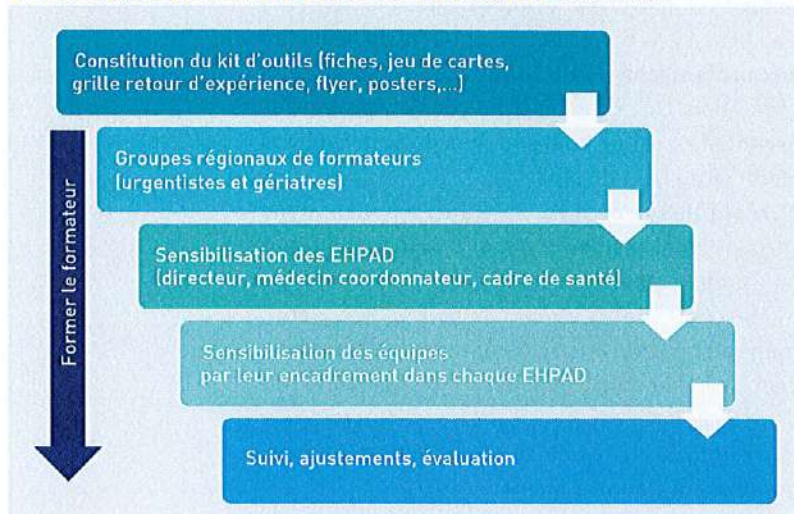 Constitution du kit d'outils (fiches, jeu de cartes,
grille retour d'expérience, flyer, posters,...)
Groupes régionaux de formateurs
(urgentistes et gériatres)
Sensibilisation des EHPAD
(directeur, médecin coordonnateur, cadre de santé)
Sensibilisation des équipes
par leur encadrement dans chaque EHPAD
Suivi, ajustements, évaluation
Former le formateur